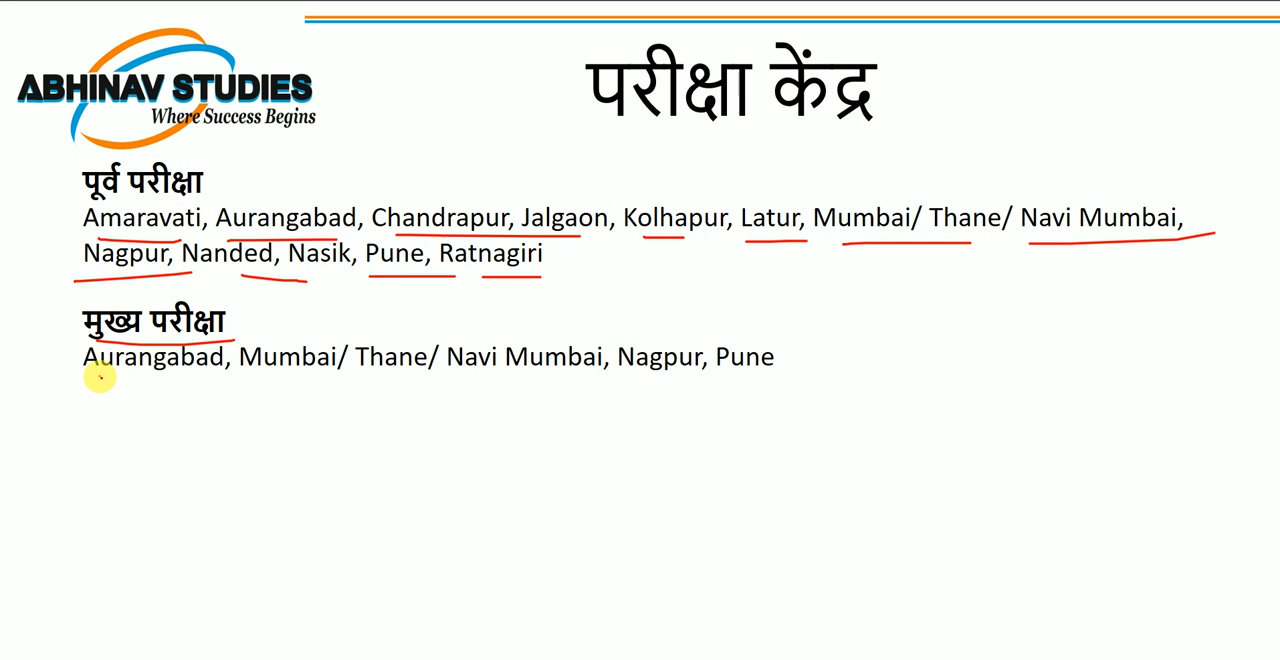 ABHINAV STUDIES
Where Success Begins
परीक्षा केंद्र
पूर्व परीक्षा
Amaravati, Aurangabad, Chandrapur, Jalgaon, Kolhapur, Latur, Mumbai/ Thane/ Navi Mumbai,
Nagpur, Nanded, Nasik, Pune, Ratnagiri
मुख्य परीक्षा
Aurangabad, Mumbai/ Thane/ Navi Mumbai, Nagpur, Pune